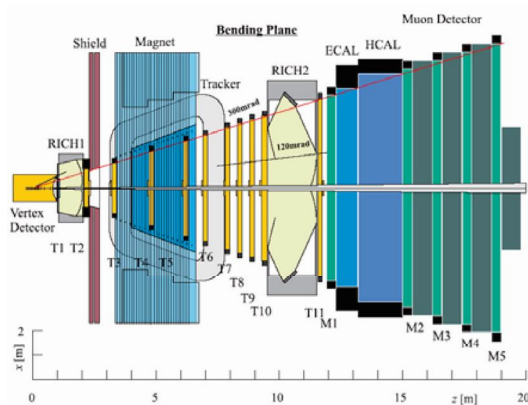 Bending Plane
Muon Detector
Shield
Magnet
ECAL
HCAL
Tracker
RICH2
RICH1
300mrad
120mrad
Vertex
Detector
T1
T2
T3
T4
T5
T6
T7
T8
T9
T10
T11
M1
M2
M3
M4
M5
2
x [m]
0
5
10
15
z [m]
20